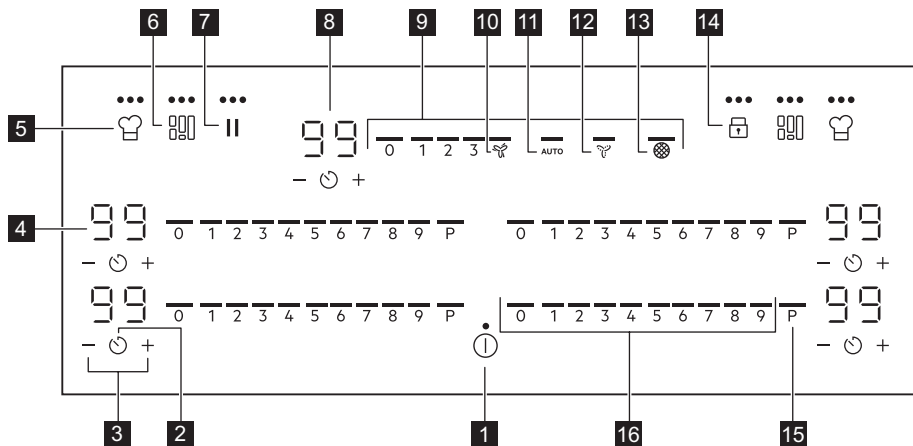 6 7 8 9 10 11 12 13 14
5
99
0 1 2 3 AUTO
- +
4
99 0 1 2 3 4 5 6 7 8 9 P 0 1 2 3 4 5 6 7 8 9 P 99
- + - +
99 0 1 2 3 4 5 6 7 8 9 P 0 1 2 3 4 5 6 7 8 9 P 99
- + - +
3 2 1 16 15